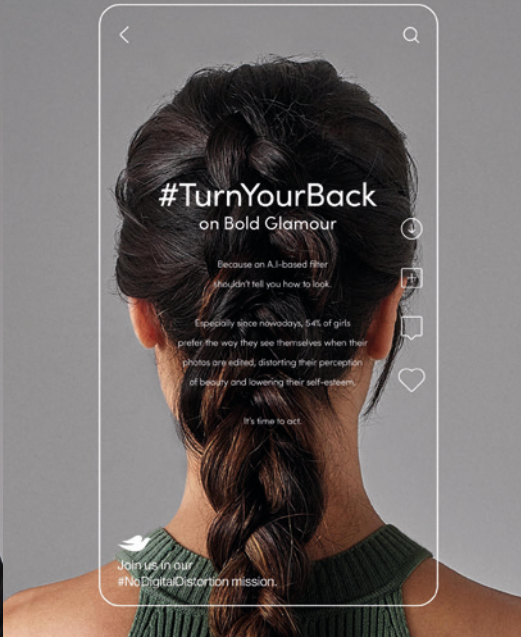 #TurnYourBack
on Bold Glamour
Because an A.I-based filter
shouldn't tell you how to look.
Especially since nowadays, 54% of girls
prefer the way they see themselves when their
photos are edited, distorting their perception
of beauty and lowering their self-esteem.
It's time to act.
Join us in our
#NoDigitalDistortion mission.